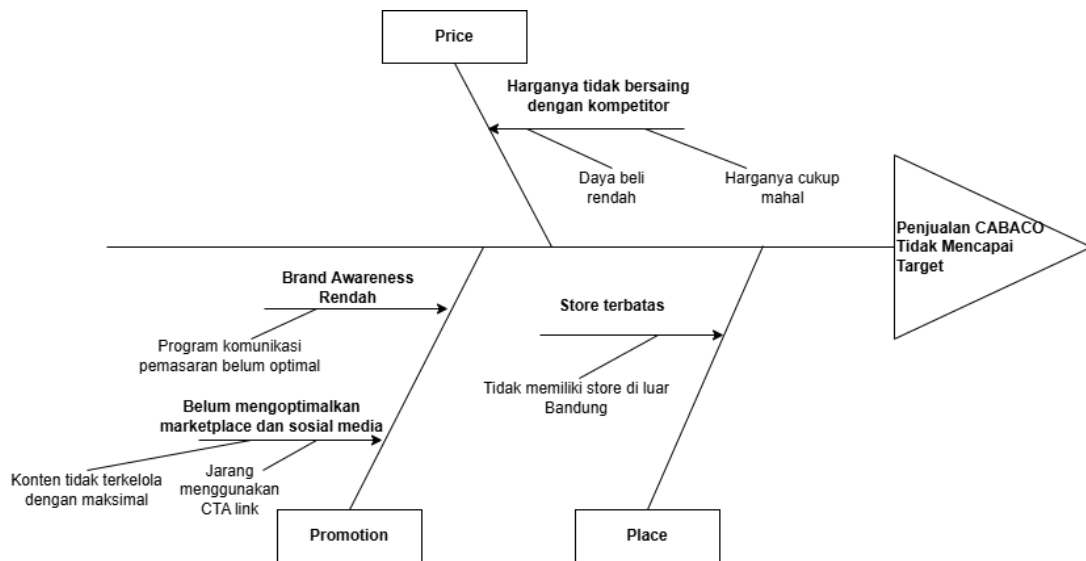 Price
Harganya tidak bersaing
dengan kompetitor
Daya beli
rendah
Harganya cukup
mahal
Penjualan CABACO
Tidak Mencapai
Target
Brand Awareness
Rendah
Program komunikasi
pemasaran belum optimal
Store terbatas
Tidak memiliki store di luar
Bandung
Belum mengoptimalkan
marketplace dan sosial media
Konten tidak terkelola
dengan maksimal
Jarang
menggunakan
CTA link
Promotion
Place